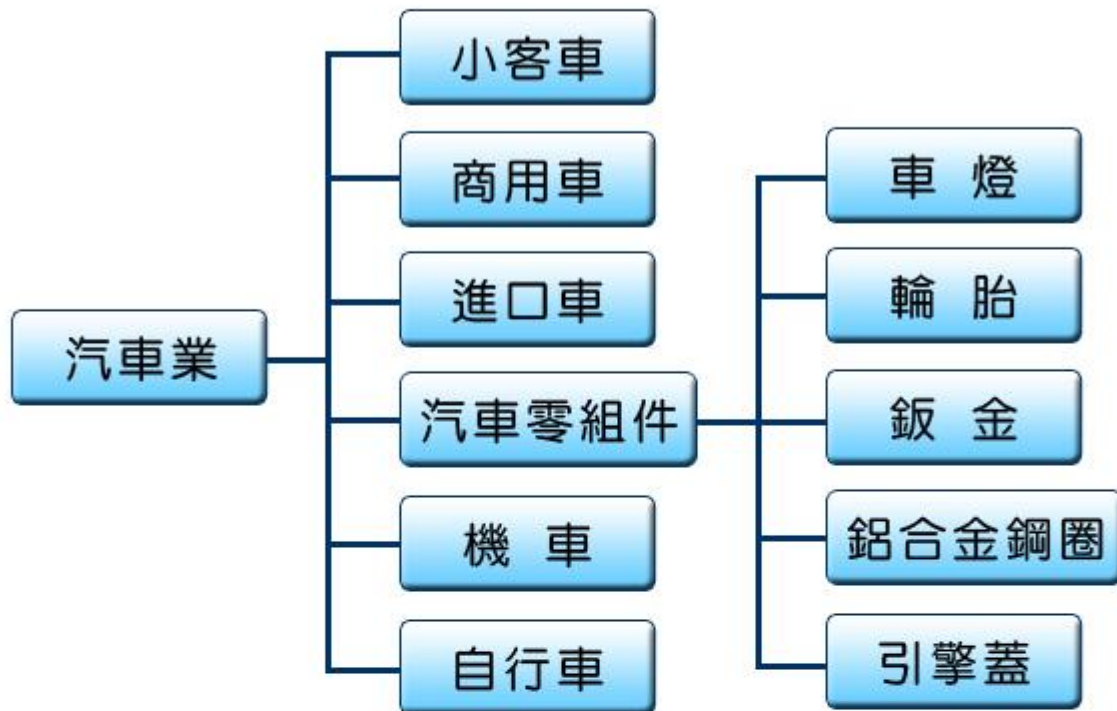 汽車業
小客車
商用車
進口車
汽車零組件
機車
自行車
車燈
輪胎
鈑金
鋁合金鋼圈
引擎蓋